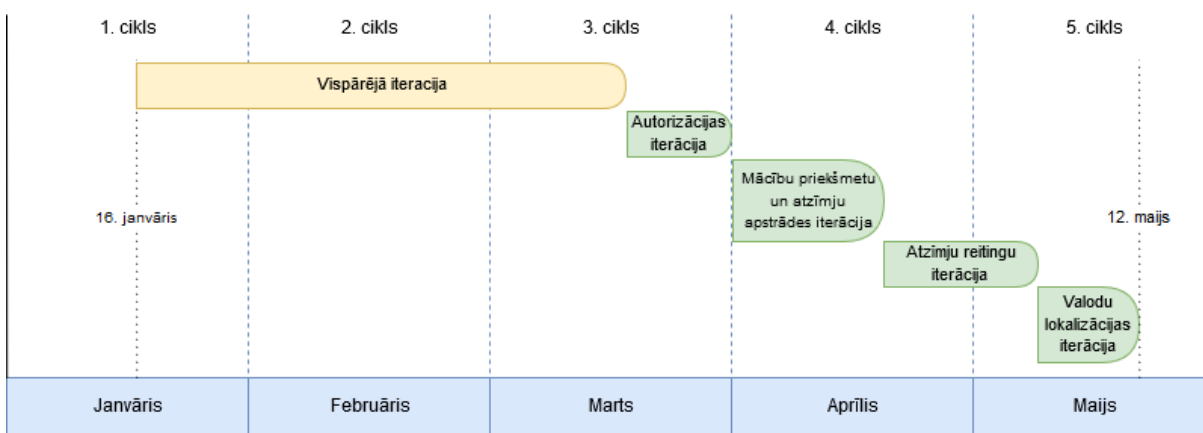 1. cikls
2. cikls
3. cikls
4. cikls
5. cikls
Vispārējā iteracija
Autorizācijas
iterācija
Mācību priekšmetu
un atzīmju
apstrādes iterācija
16. janvāris
12. maijs
Atzīmju reitingu
iterācija
Valodu
lokalizācijas
iterācija
Janvāris
Februāris
Marts
Aprīlis
Maijs